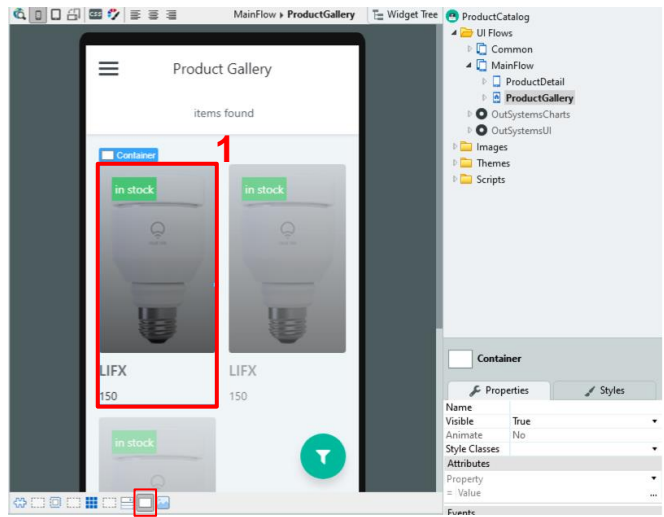 MainFlow ▸ ProductGallery
Widget Tree
Product Gallery
items found
Container
1
in stock
in stock
LIFX
LIFX
150
150
in stock
ProductCatalog
UI Flows
Common
MainFlow
ProductDetail
ProductGallery
OutSystemsCharts
OutSystemsUI
Images
Themes
Scripts
Container
Properties
Styles
Name
Visible True
Animate No
Style Classes
Attributes
Property
= Value ...
Events